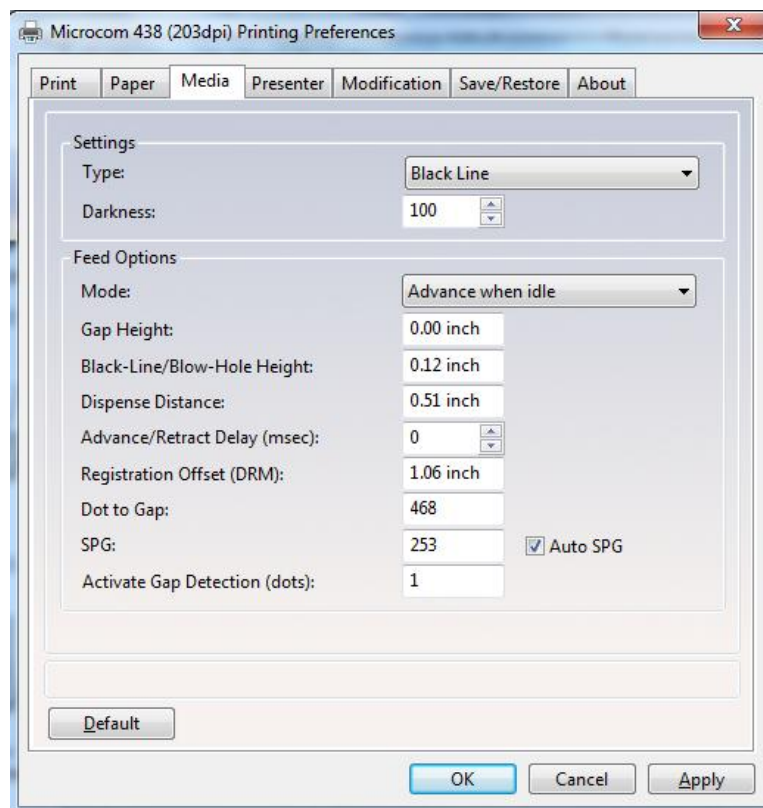 Microcom 438 (203dpi) Printing Preferences
Print Paper Media Presenter Modification Save/Restore About
Settings
Type: Black Line
Darkness: 100
Feed Options
Mode: Advance when idle
Gap Height: 0.00 inch
Black-Line/Blow-Hole Height: 0.12 inch
Dispense Distance: 0.51 inch
Advance/Retract Delay (msec): 0
Registration Offset (DRM): 1.06 inch
Dot to Gap: 468
SPG: 253 Auto SPG
Activate Gap Detection (dots): 1
Default
OK Cancel Apply